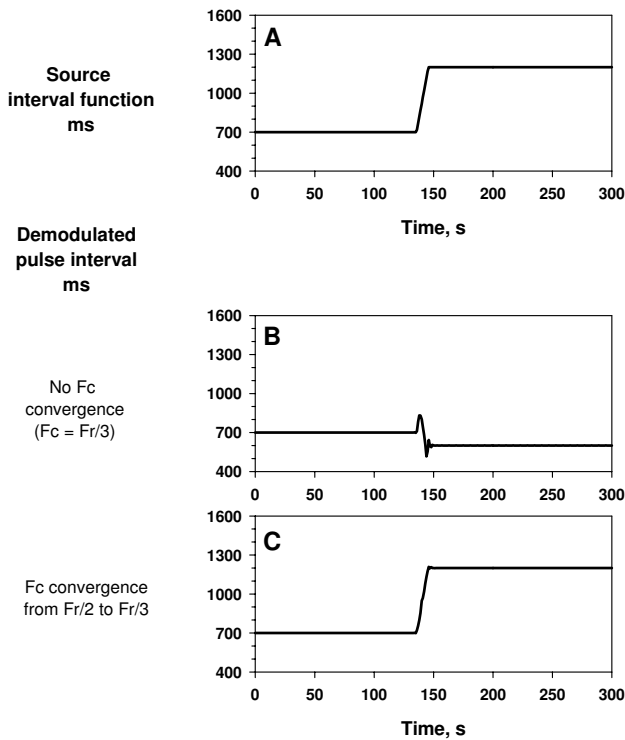 Source
interval function
ms
A
1600
1300
1000
700
400
0 50 100 150 200 250 300
Time, s
Demodulated
pulse interval
ms
No Fc
convergence
(Fc = Fr/3)
B
1600
1300
1000
700
400
0 50 100 150 200 250 300
Fc convergence
from Fr/2 to Fr/3
C
1600
1300
1000
700
400
0 50 100 150 200 250 300
Time, s